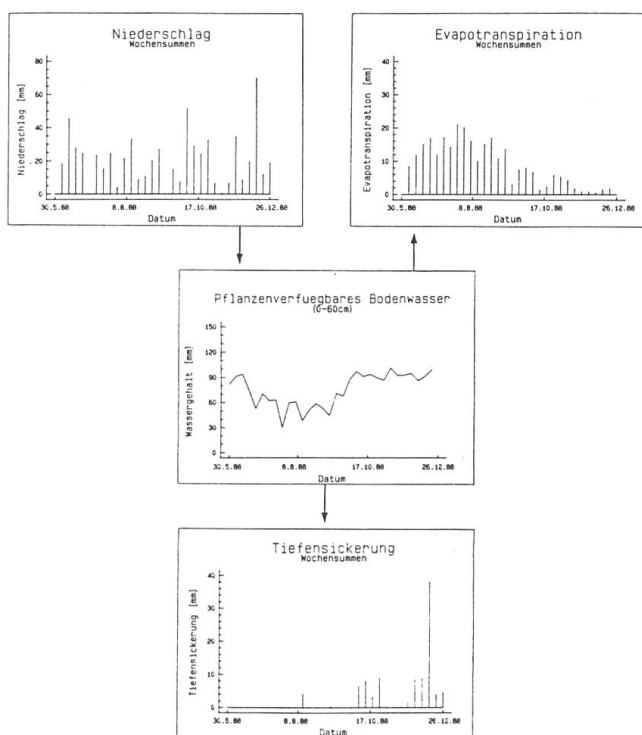 Niederschlag
Wochensummen
Niederschlag [mm]
80
60
40
20
0
30.5.88
8.8.88
17.10.88
26.12.88
Datum
Evapotranspiration
Wochensummen
Evapotranspiration [mm]
40
30
20
10
0
30.5.88
8.8.88
17.10.88
26.12.88
Datum
Pflanzenverfuegbares Bodenwasser
(0-60cm)
Wassergehalt [mm]
150
120
90
60
30
0
30.5.88
8.8.88
17.10.88
26.12.88
Datum
Tiefensickerung
Wochensummen
Tiefensickerung [mm]
40
30
20
10
0
30.5.88
8.8.88
17.10.88
26.12.88
Datum